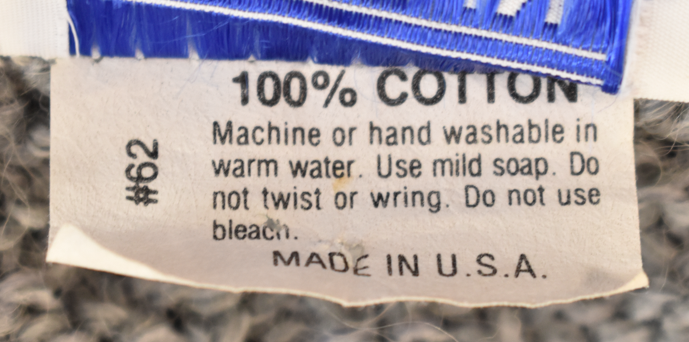 100% COTTON
#62
Machine or hand washable in
warm water. Use mild soap. Do
not twist or wring. Do not use
bleach.
MADE IN U.S.A.